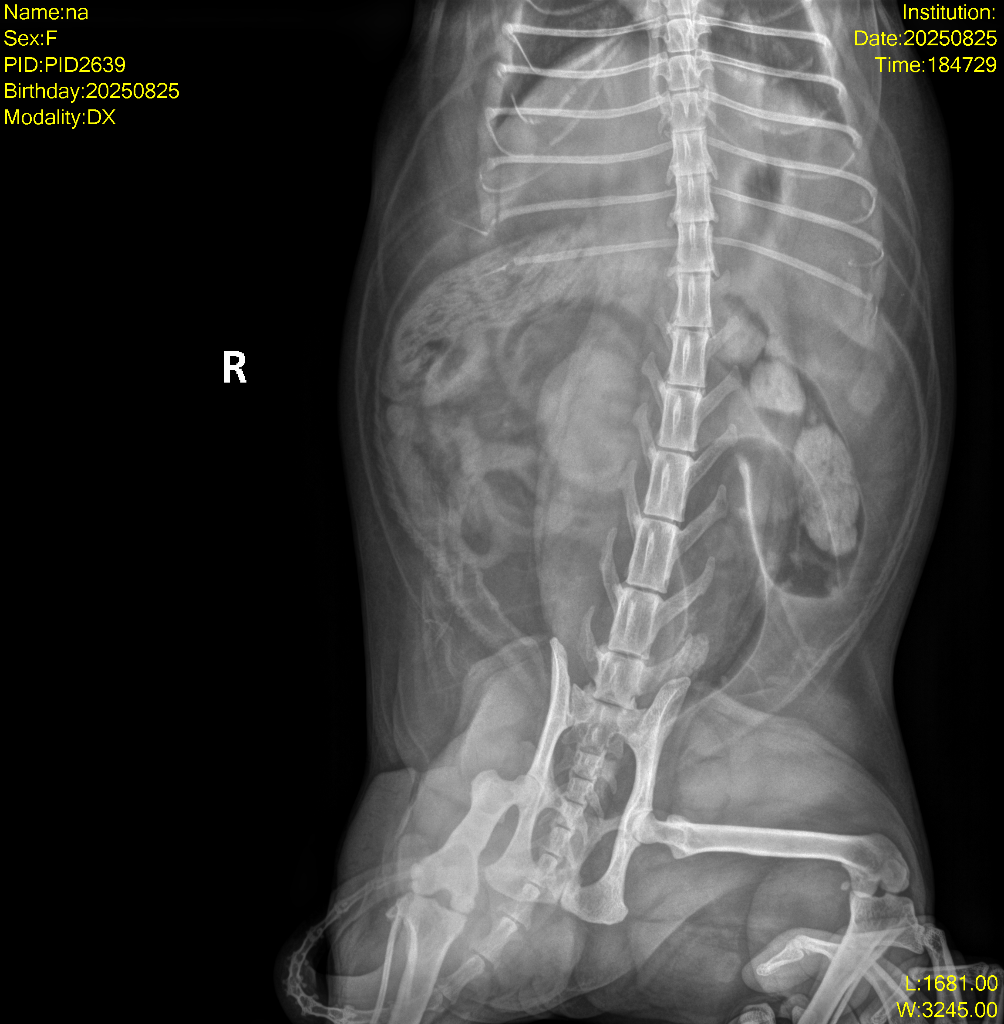 Name:na
Sex:F
PID:PID2639
Birthday:20250825
Modality:DX
Institution:
Date:20250825
Time:184729
R
L:1681.00
W:3245.00